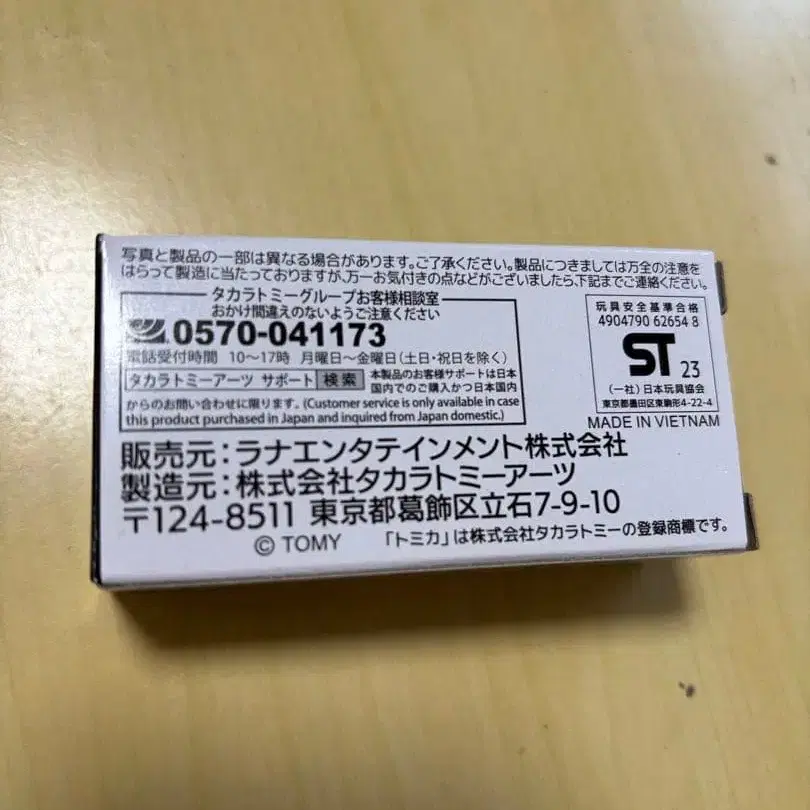 写真と製品の一部は異なる場合があります。ご了承ください。製品につきましては万全の注意を
はらって製造に当たっておりますが、万一お気付きの点などがございましたら、下記までご連絡ください。
タカラトミーグループお客様相談室
おかけ間違えのないようご注意ください
0570-041173
電話受付時間 10〜17時 月曜日〜金曜日(土日・祝日を除く)
タカラトミーアーツ サポート 検索 本製品のお客様サポートは日本
国内でのご購入かつ日本国内
からのお問い合わせに限ります。(Customer service is only available in case
this product purchased in Japan and inquired from Japan domestic.)
玩具安全基準合格
4904790 62654 8
ST 23
(一社)日本玩具協会
東京都墨田区東駒形4-22-4
MADE IN VIETNAM
販売元:ラナエンタテインメント株式会社
製造元:株式会社タカラトミーアーツ
〒124-8511 東京都葛飾区立石7-9-10
© TOMY 「トミカ」は株式会社タカラトミーの登録商標です。